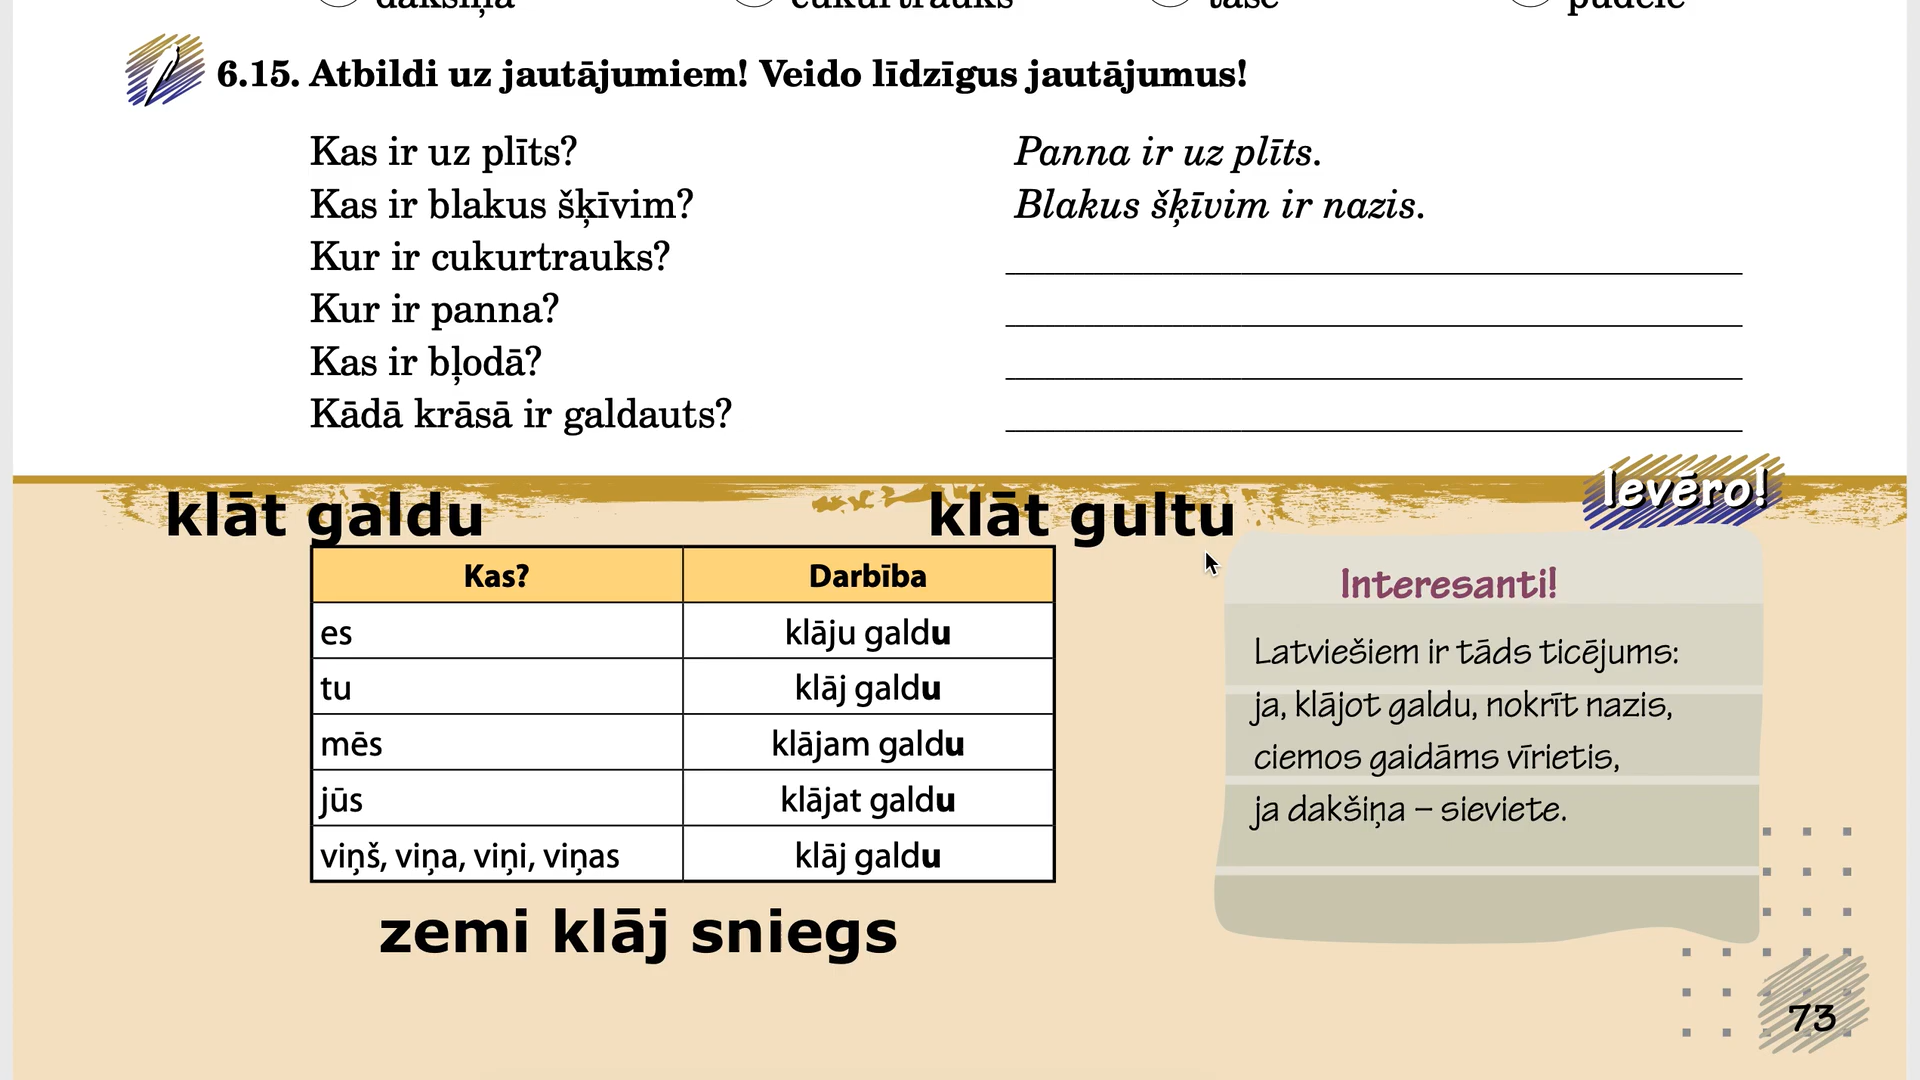 dakšiņa cukurtrauks tase pudele
6.15. Atbildi uz jautājumiem! Veido līdzīgus jautājumus!
Kas ir uz plīts? Panna ir uz plīts.
Kas ir blakus šķīvim? Blakus šķīvim ir nazis.
Kur ir cukurtrauks?
Kur ir panna?
Kas ir bļodā?
Kādā krāsā ir galdauts?
Ievēro!
klāt galdu klāt gultu
Kas? Darbība
es klāju galdu
tu klāj galdu
mēs klājam galdu
jūs klājat galdu
viņš, viņa, viņi, viņas klāj galdu
zemi klāj sniegs
Interesanti!
Latviešiem ir tāds ticējums:
ja, klājot galdu, nokrīt nazis,
ciemos gaidāms vīrietis,
ja dakšiņa – sieviete.
73